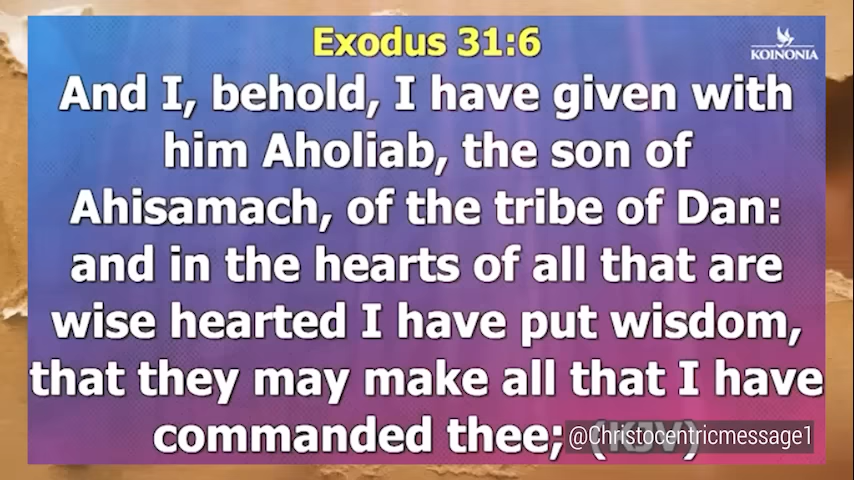 Exodus 31:6
KOINONIA
And I, behold, I have given with
him Aholiab, the son of
Ahisamach, of the tribe of Dan:
and in the hearts of all that are
wise hearted I have put wisdom,
that they may make all that I have
commanded thee; (KJV)
@Christocentricmessage1